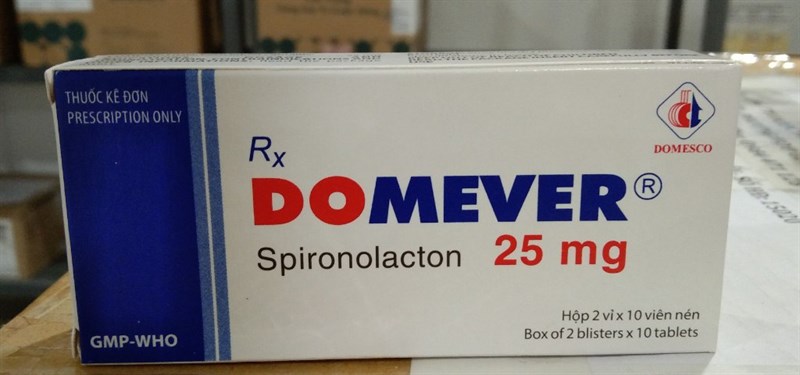 THUỐC KÊ ĐƠN
PRESCRIPTION ONLY
Rx
DOMEVER®
Spironolacton 25 mg
DOMESCO
Hộp 2 vỉ x 10 viên nén
Box of 2 blisters x 10 tablets
GMP-WHO